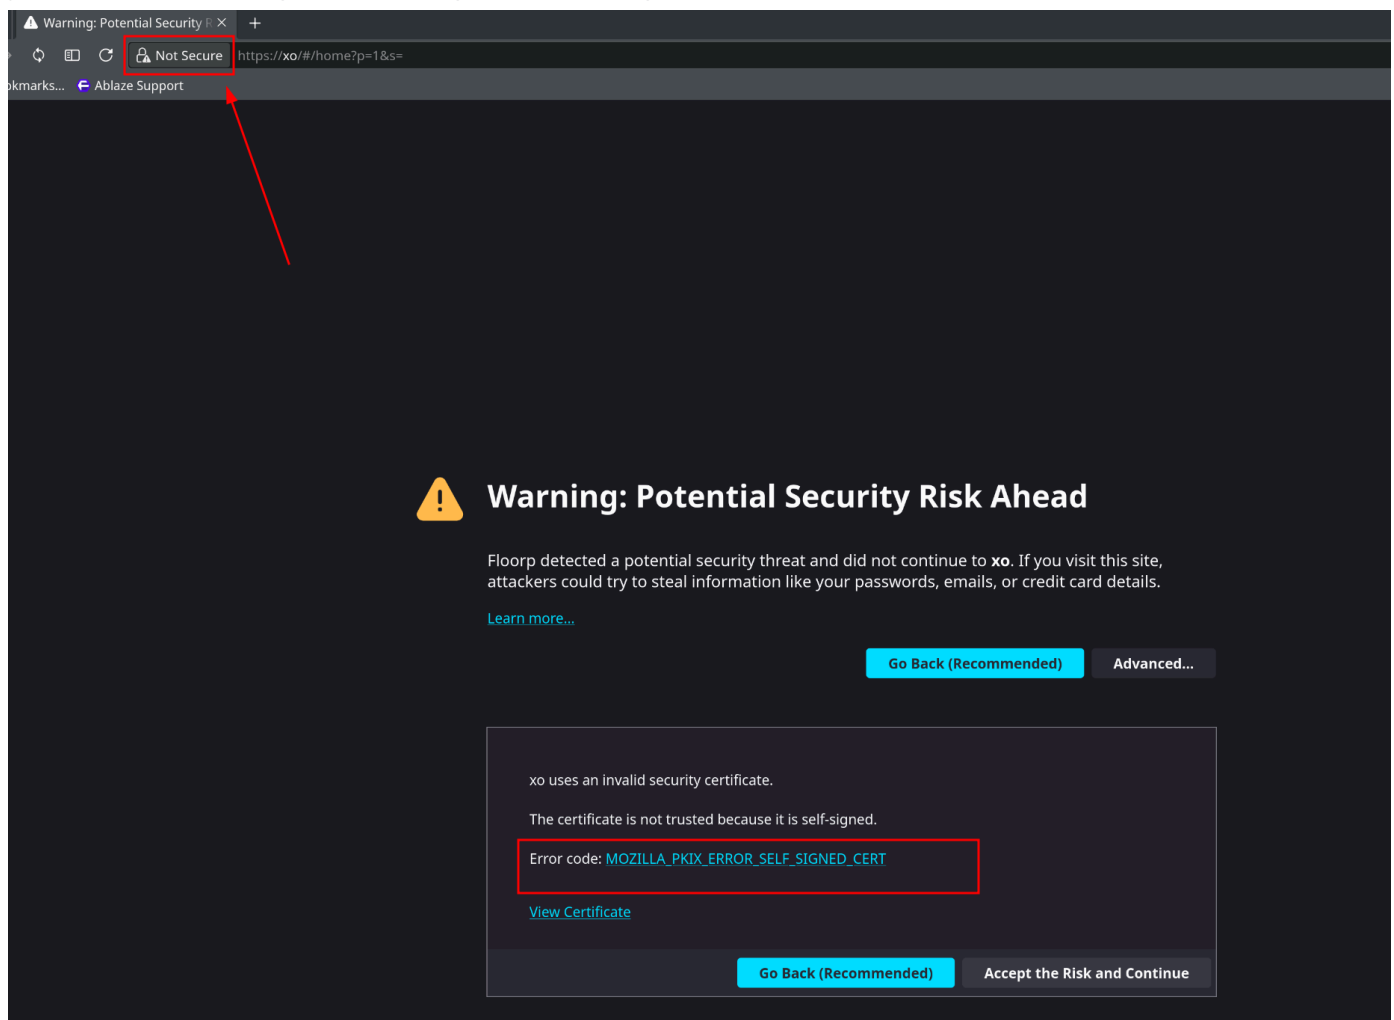 Warning: Potential Security R
Not Secure https://xo/#/home?p=1&s=
okmarks... Ablaze Support
Warning: Potential Security Risk Ahead
Floorp detected a potential security threat and did not continue to xo. If you visit this site,
attackers could try to steal information like your passwords, emails, or credit card details.
Learn more...
Go Back (Recommended) Advanced...
xo uses an invalid security certificate.
The certificate is not trusted because it is self-signed.
Error code: MOZILLA_PKIX_ERROR_SELF_SIGNED_CERT
View Certificate
Go Back (Recommended) Accept the Risk and Continue